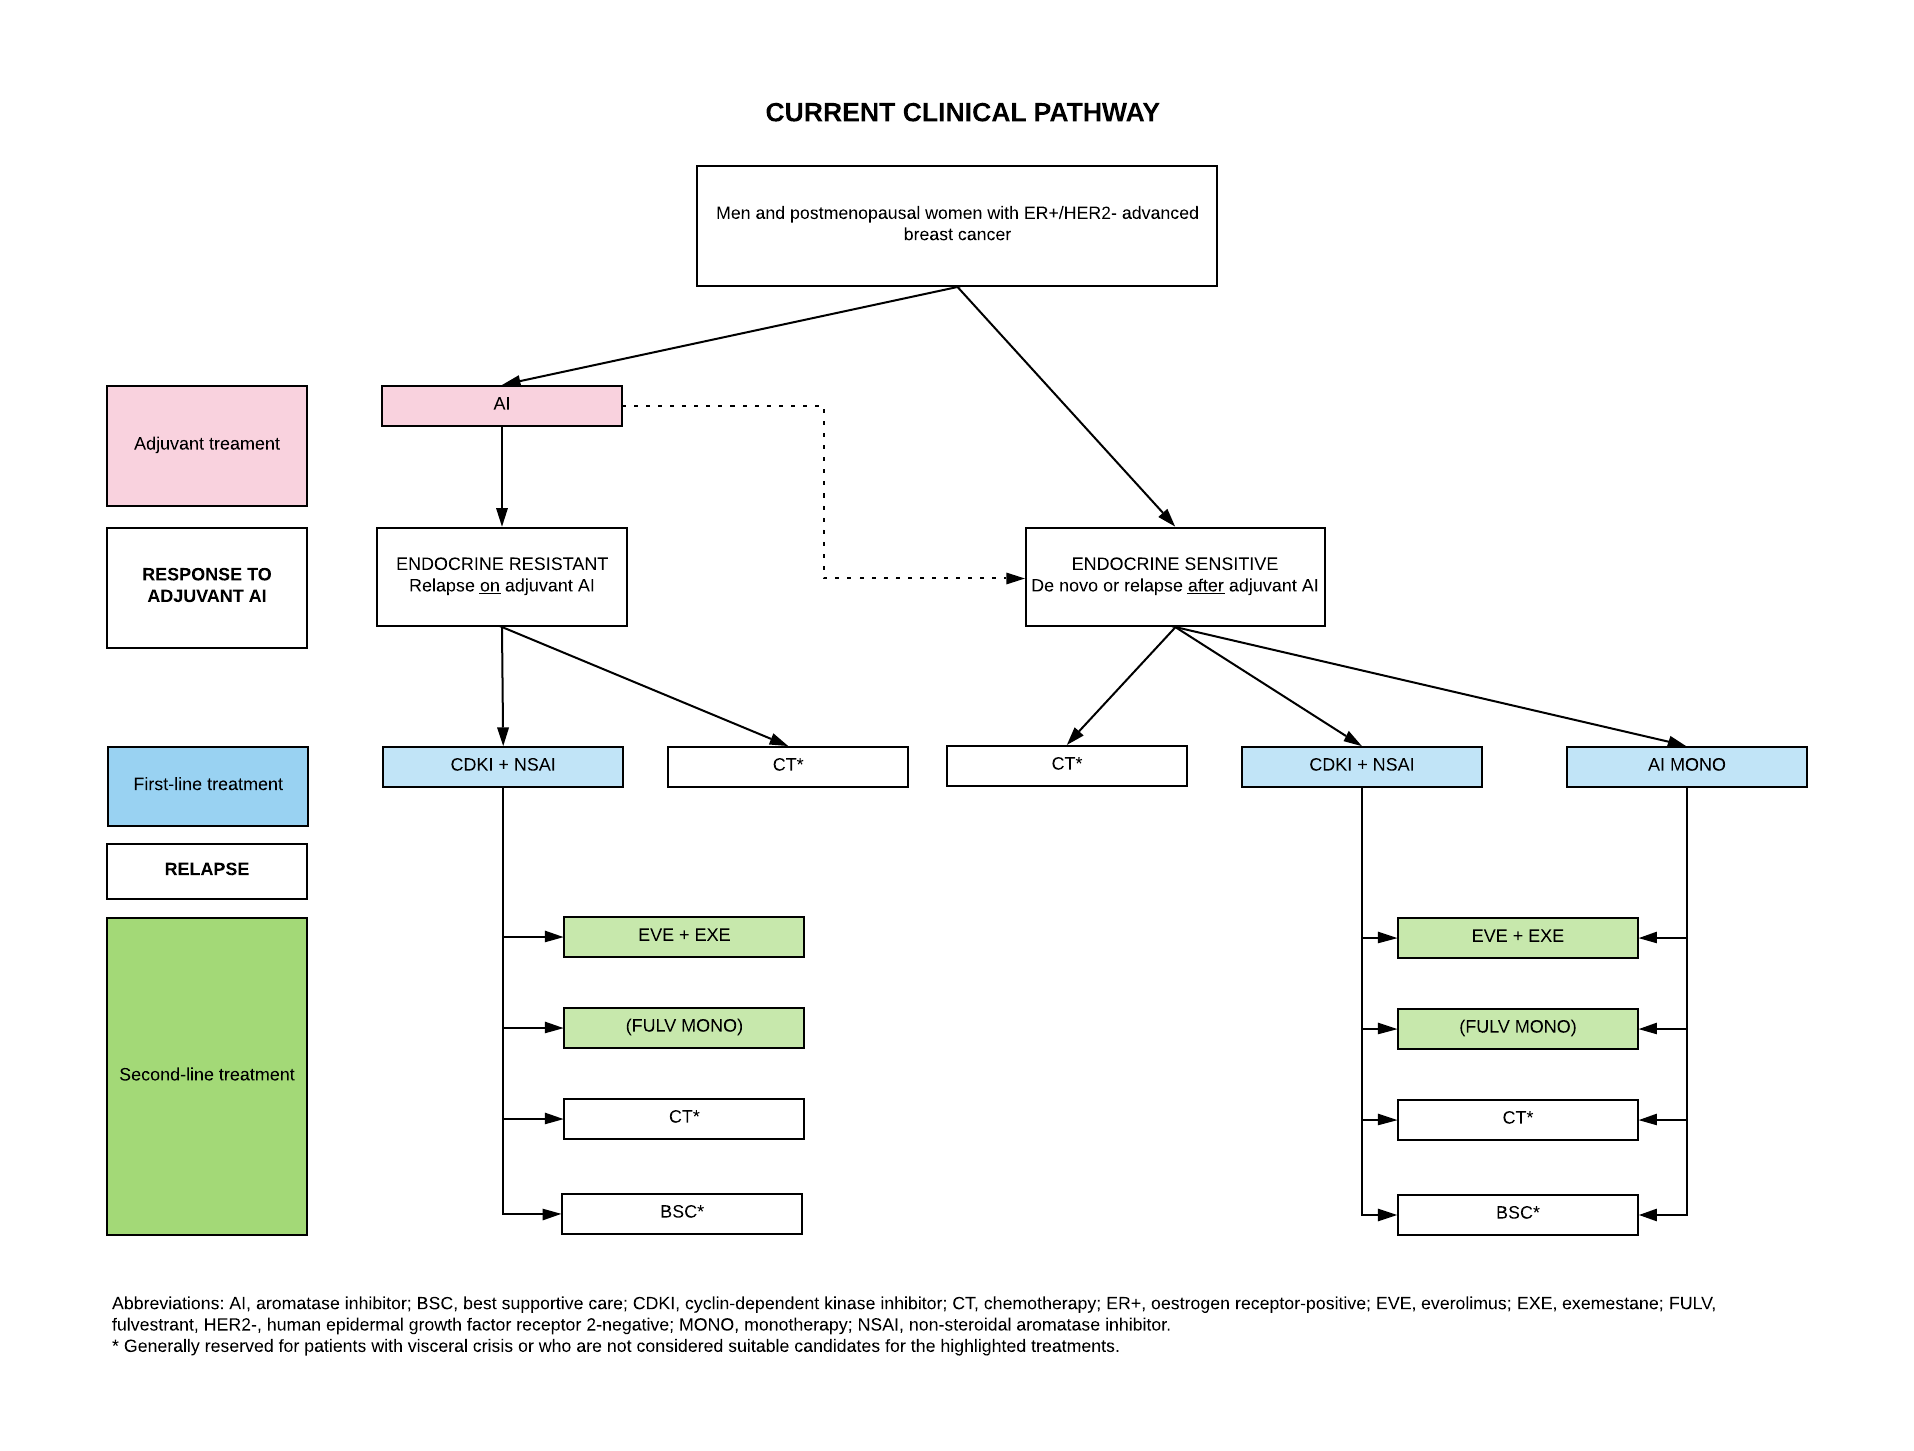 CURRENT CLINICAL PATHWAY
Men and postmenopausal women with ER+/HER2- advanced
breast cancer
Adjuvant treament
AI
RESPONSE TO
ADJUVANT AI
ENDOCRINE RESISTANT
Relapse on adjuvant AI
ENDOCRINE SENSITIVE
De novo or relapse after adjuvant AI
First-line treatment
CDKI + NSAI
CT*
CT*
CDKI + NSAI
AI MONO
RELAPSE
Second-line treatment
EVE + EXE
(FULV MONO)
CT*
BSC*
EVE + EXE
(FULV MONO)
CT*
BSC*
Abbreviations: AI, aromatase inhibitor; BSC, best supportive care; CDKI, cyclin-dependent kinase inhibitor; CT, chemotherapy; ER+, oestrogen receptor-positive; EVE, everolimus; EXE, exemestane; FULV,
fulvestrant, HER2-, human epidermal growth factor receptor 2-negative; MONO, monotherapy; NSAI, non-steroidal aromatase inhibitor.
* Generally reserved for patients with visceral crisis or who are not considered suitable candidates for the highlighted treatments.